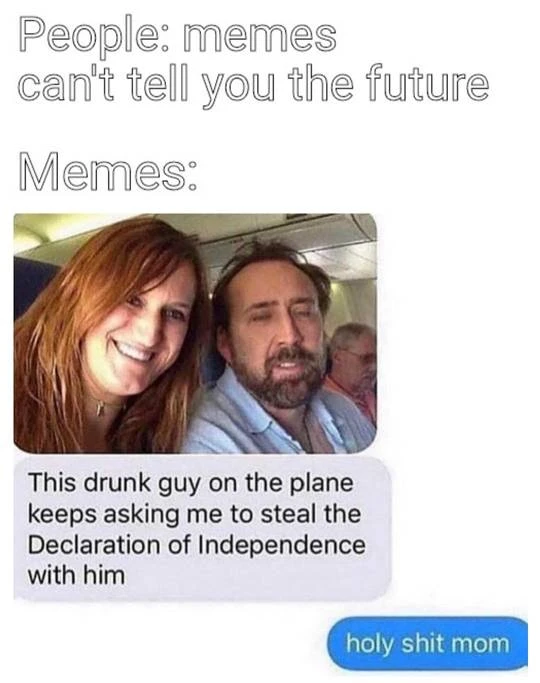 People: memes
can't tell you the future
Memes:
This drunk guy on the plane
keeps asking me to steal the
Declaration of Independence
with him
holy shit mom